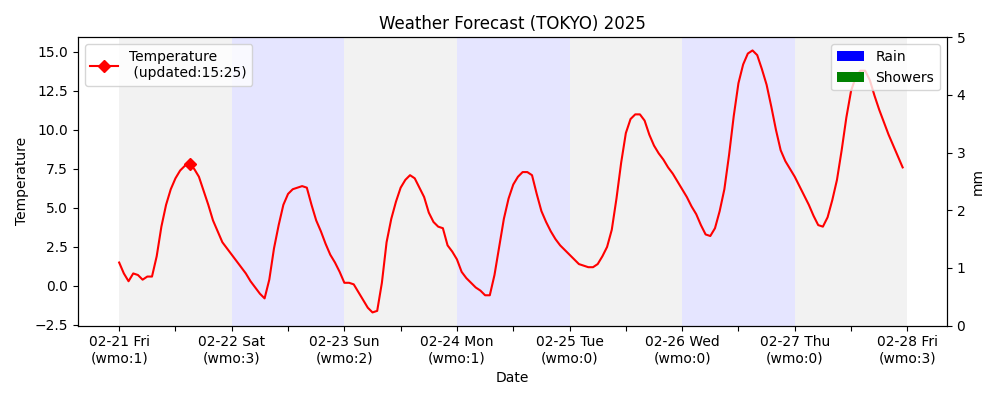 Weather Forecast (TOKYO) 2025
Temperature
(updated:15:25)
Rain
Showers
15.0
12.5
10.0
7.5
5.0
2.5
0.0
−2.5
Temperature
5
4
3
2
1
0
mm
02-21 Fri
(wmo:1)
02-22 Sat
(wmo:3)
02-23 Sun
(wmo:2)
02-24 Mon
(wmo:1)
02-25 Tue
(wmo:0)
02-26 Wed
(wmo:0)
02-27 Thu
(wmo:0)
02-28 Fri
(wmo:3)
Date